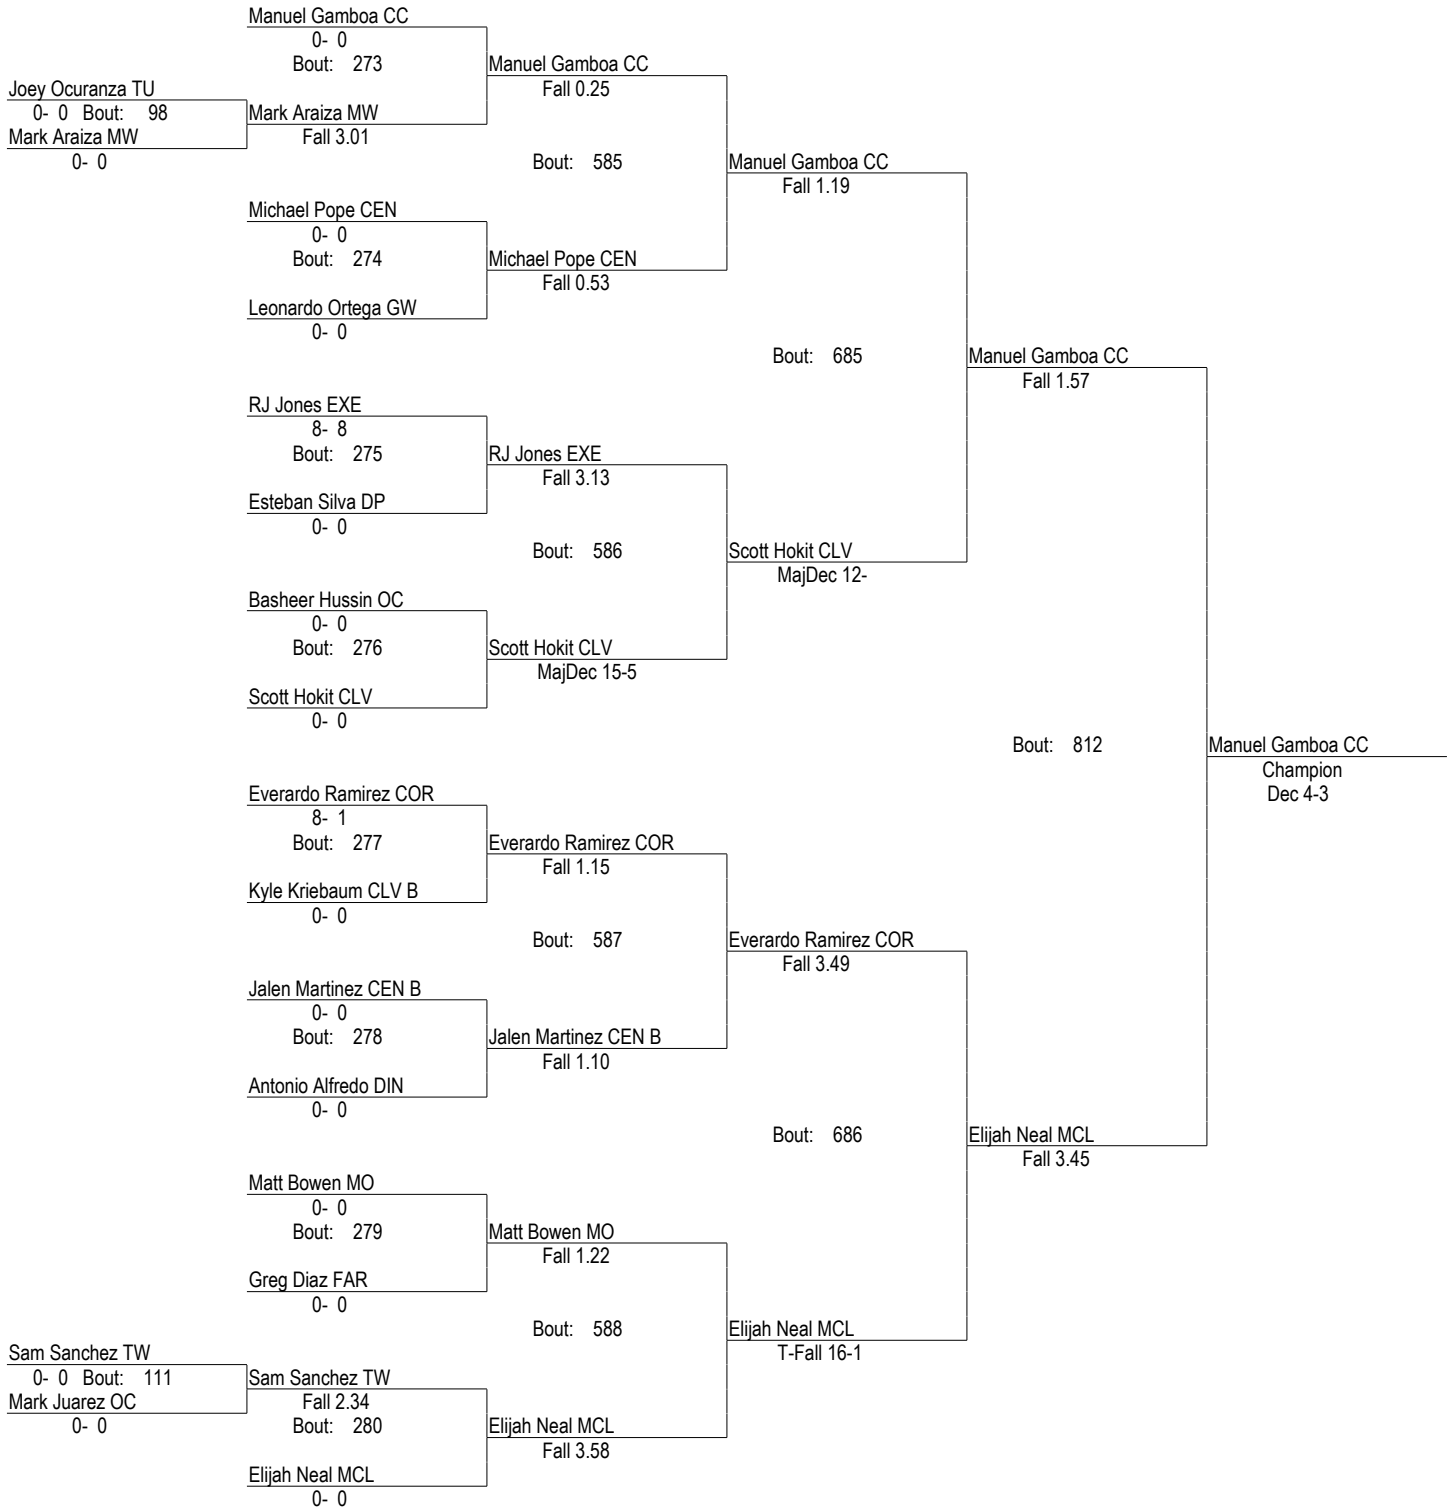 Manuel Gamboa CC
0- 0
Bout: 273
Manuel Gamboa CC
Fall 0.25
Joey Ocuranza TU
0- 0 Bout: 98
Mark Araiza MW
Fall 3.01
Mark Araiza MW
0- 0
Bout: 585
Manuel Gamboa CC
Fall 1.19
Michael Pope CEN
0- 0
Bout: 274
Michael Pope CEN
Fall 0.53
Leonardo Ortega GW
0- 0
Bout: 685
Manuel Gamboa CC
Fall 1.57
RJ Jones EXE
8- 8
Bout: 275
RJ Jones EXE
Fall 3.13
Esteban Silva DP
0- 0
Bout: 586
Scott Hokit CLV
MajDec 12-
Basheer Hussin OC
0- 0
Bout: 276
Scott Hokit CLV
MajDec 15-5
Scott Hokit CLV
0- 0
Bout: 812
Manuel Gamboa CC
Champion
Dec 4-3
Everardo Ramirez COR
8- 1
Bout: 277
Everardo Ramirez COR
Fall 1.15
Kyle Kriebaum CLV B
0- 0
Bout: 587
Everardo Ramirez COR
Fall 3.49
Jalen Martinez CEN B
0- 0
Bout: 278
Jalen Martinez CEN B
Fall 1.10
Antonio Alfredo DIN
0- 0
Bout: 686
Elijah Neal MCL
Fall 3.45
Matt Bowen MO
0- 0
Bout: 279
Matt Bowen MO
Fall 1.22
Greg Diaz FAR
0- 0
Bout: 588
Elijah Neal MCL
T-Fall 16-1
Sam Sanchez TW
0- 0 Bout: 111
Sam Sanchez TW
Fall 2.34
Mark Juarez OC
0- 0
Bout: 280
Elijah Neal MCL
Fall 3.58
Elijah Neal MCL
0- 0